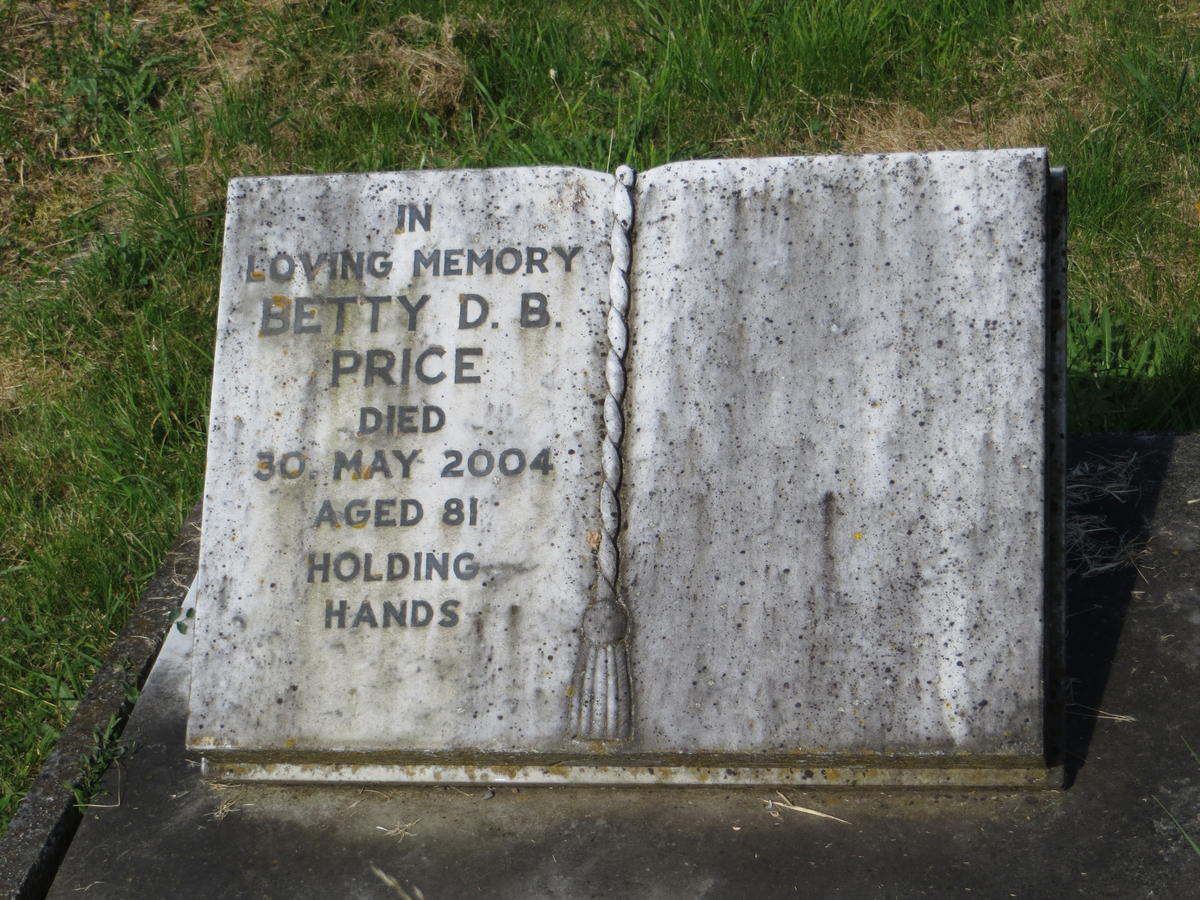 IN
LOVING MEMORY
BETTY D. B.
PRICE
DIED
30. MAY 2004
AGED 81
HOLDING
HANDS